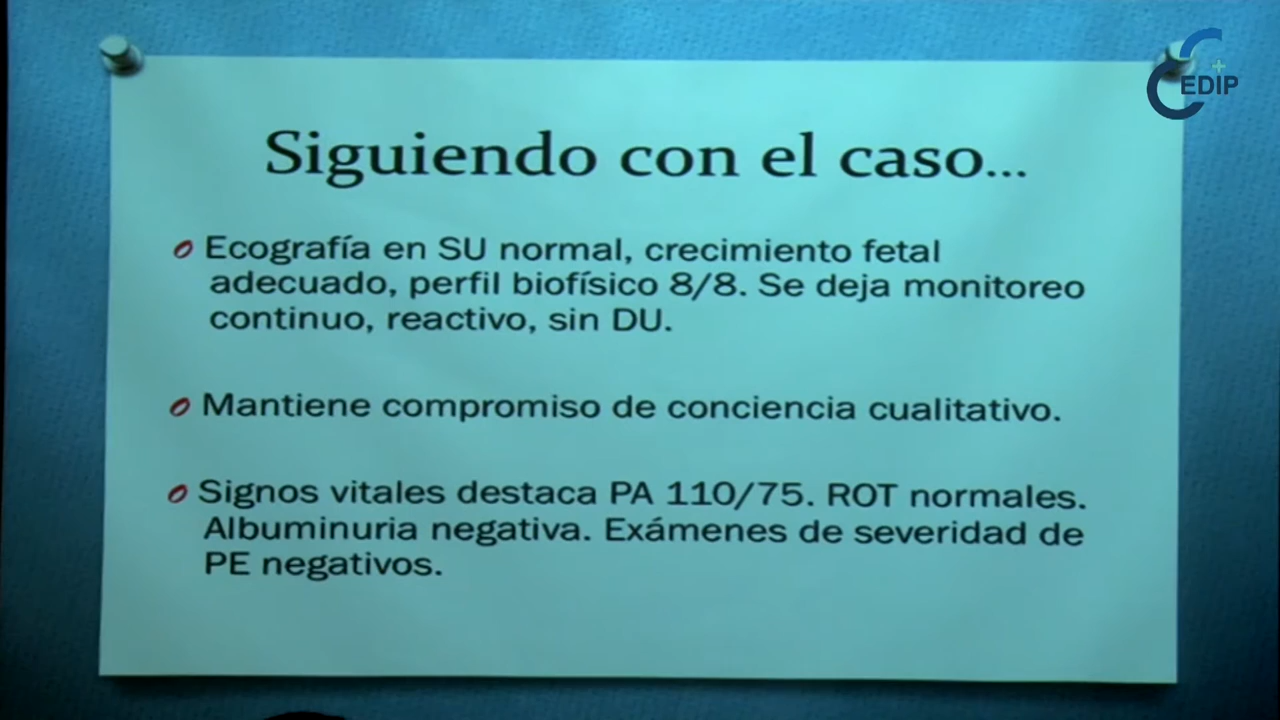 EDIP
Siguiendo con el caso...
Ecografía en SU normal, crecimiento fetal
adecuado, perfil biofísico 8/8. Se deja monitoreo
continuo, reactivo, sin DU.
Mantiene compromiso de conciencia cualitativo.
Signos vitales destaca PA 110/75. ROT normales.
Albuminuria negativa. Exámenes de severidad de
PE negativos.